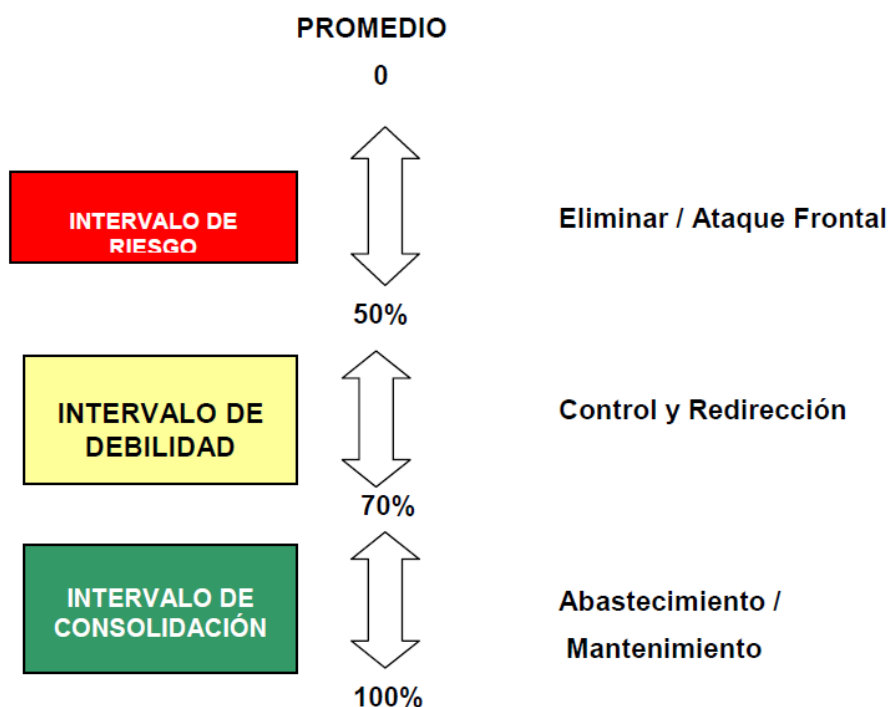 PROMEDIO
0
INTERVALO DE
RIESGO
Eliminar / Ataque Frontal
50%
INTERVALO DE
DEBILIDAD
Control y Redirección
70%
INTERVALO DE
CONSOLIDACIÓN
Abastecimiento /
Mantenimiento
100%